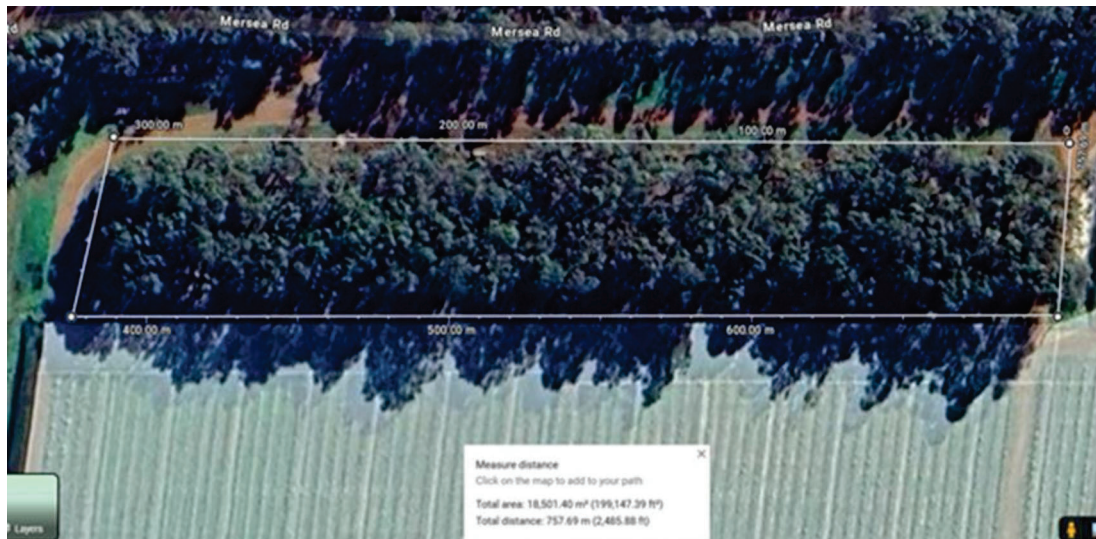 Rd
Mersea Rd
Mersea Rd
Mersea Rd
300.00 m
200.00 m
100.00 m
0
400.00 m
500.00 m
600.00 m
Measure distance
Click on the map to add to your path
Total area: 18,501.40 m² (199,147.39 ft²)
Total distance: 757.69 m (2,485.88 ft)
Layers